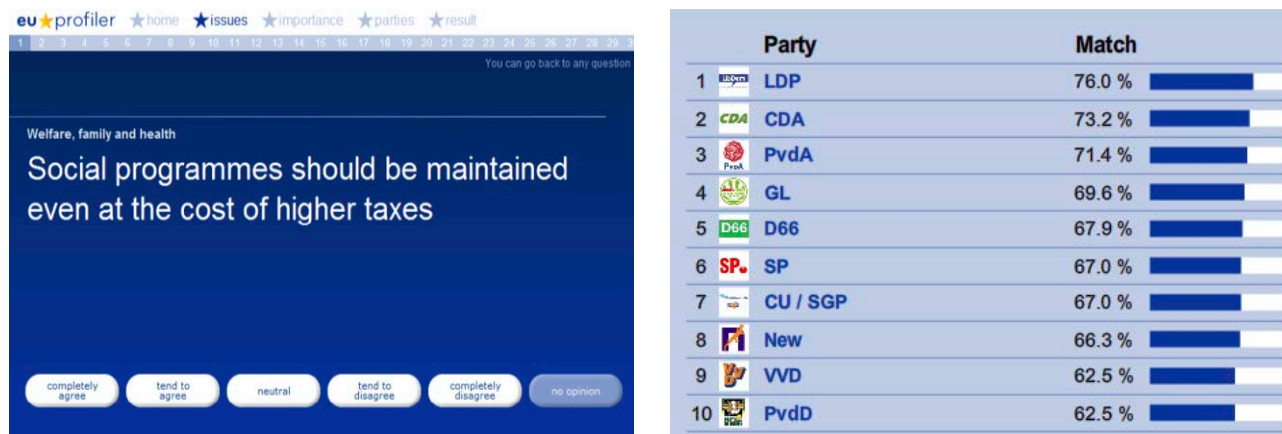 eu★profiler ★home ★issues ★importance ★parties ★result
1 2 3 4 5 6 7 8 9 10 11 12 13 14 15 16 17 18 19 20 21 22 23 24 25 26 27 28 29 3
You can go back to any question
Welfare, family and health
Social programmes should be maintained
even at the cost of higher taxes
completely agree
tend to agree
neutral
tend to disagree
completely disagree
no opinion
Party Match
1 LDP 76.0 %
2 CDA CDA 73.2 %
3 PvdA PvdA 71.4 %
4 GL 69.6 %
5 D66 D66 67.9 %
6 SP. SP 67.0 %
7 CU / SGP 67.0 %
8 New 66.3 %
9 VVD VVD 62.5 %
10 PvdD 62.5 %